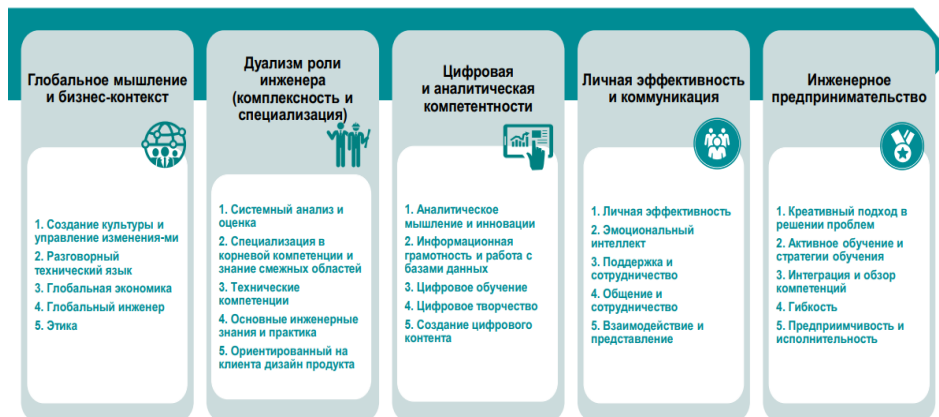 Глобальное мышление
и бизнес-контекст
1. Создание культуры и
управление изменения-ми
2. Разговорный
технический язык
3. Глобальная экономика
4. Глобальный инженер
5. Этика
Дуализм роли
инженера
(комплексность и
специализация)
1. Системный анализ и
оценка
2. Специализация в
корневой компетенции и
знание смежных областей
3. Технические
компетенции
4. Основные инженерные
знания и практика
5. Ориентированный на
клиента дизайн продукта
Цифровая
и аналитическая
компетентности
1. Аналитическое
мышление и инновации
2. Информационная
грамотность и работа с
базами данных
3. Цифровое обучение
4. Цифровое творчество
5. Создание цифрового
контента
Личная эффективность
и коммуникация
1. Личная эффективность
2. Эмоциональный
интеллект
3. Поддержка и
сотрудничество
4. Общение и
сотрудничество
5. Взаимодействие и
представление
Инженерное
предпринимательство
1. Креативный подход в
решении проблем
2. Активное обучение и
стратегии обучения
3. Интеграция и обзор
компетенций
4. Гибкость
5. Предприимчивость и
исполнительность